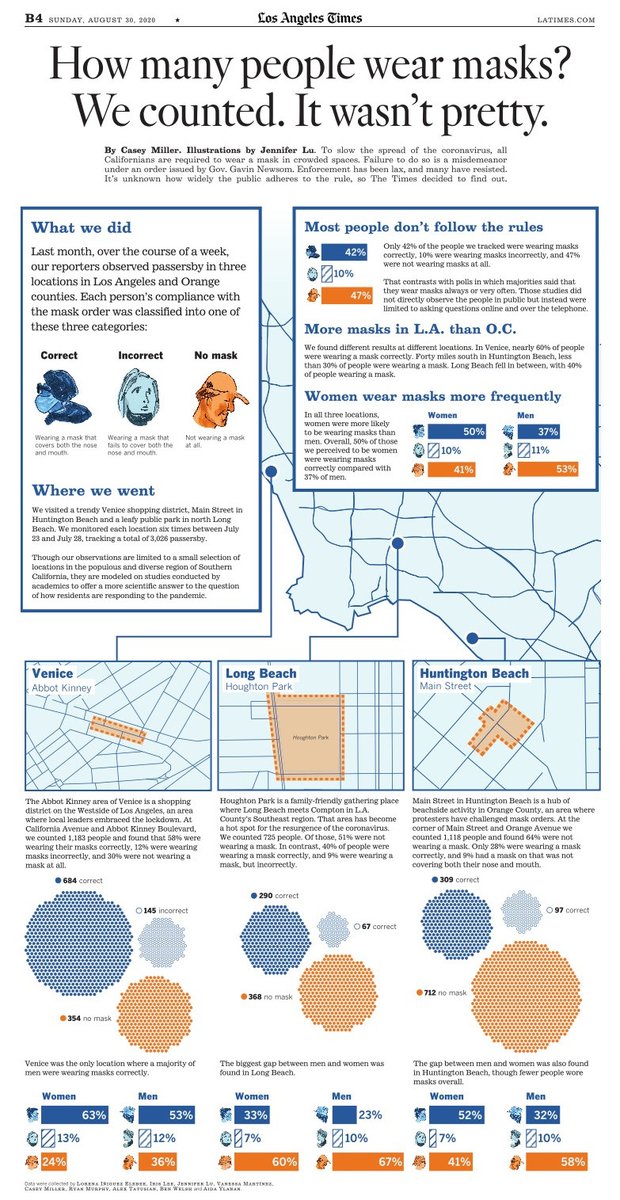 B4 SUNDAY, AUGUST 30, 2020 ★ Los Angeles Times LATIMES.COM
How many people wear masks?
We counted. It wasn't pretty.
By Casey Miller. Illustrations by Jennifer Lu. To slow the spread of the coronavirus, all
Californians are required to wear a mask in crowded spaces. Failure to do so is a misdemeanor
under an order issued by Gov. Gavin Newsom. Enforcement has been lax, and many have resisted.
It's unknown how widely the public adheres to the rule, so The Times decided to find out.
What we did
Last month, over the course of a week,
our reporters observed passersby in three
locations in Los Angeles and Orange
counties. Each person's compliance with
the mask order was classified into one of
these three categories:
Correct Incorrect No mask
Wearing a mask that
covers both the nose
and mouth.
Wearing a mask that
fails to cover both the
nose and mouth.
Not wearing a mask
at all.
Where we went
We visited a trendy Venice shopping district, Main Street in
Huntington Beach and a leafy public park in north Long
Beach. We monitored each location six times between July
23 and July 28, tracking a total of 3,026 passersby.
Though our observations are limited to a small selection of
locations in the populous and diverse region of Southern
California, they are modeled on studies conducted by
academics to offer a more scientific answer to the question
of how residents are responding to the pandemic.
Most people don't follow the rules
42%
10%
47%
Only 42% of the people we tracked were wearing masks
correctly, 10% were wearing masks incorrectly, and 47%
were not wearing masks at all.
That contrasts with polls in which majorities said that
they wear masks always or very often. Those studies did
not directly observe the people in public but instead were
limited to asking questions online and over the telephone.
More masks in L.A. than O.C.
We found different results at different locations. In Venice, nearly 60% of people
were wearing a mask correctly. Forty miles south in Huntington Beach, less
than 30% of people were wearing a mask. Long Beach fell in between, with 40%
of people wearing a mask.
Women wear masks more frequently
In all three locations,
women were more likely
to be wearing masks than
men. Overall, 50% of those
we perceived to be women
were wearing masks
correctly compared with
37% of men.
Women Men
50% 37%
10% 11%
41% 53%
Venice
Abbot Kinney
The Abbot Kinney area of Venice is a shopping
district on the Westside of Los Angeles, an area
where local leaders embraced the lockdown. At
California Avenue and Abbot Kinney Boulevard,
we counted 1,183 people and found that 58% were
wearing their masks correctly, 12% were wearing
masks incorrectly, and 30% were not wearing a
mask at all.
684 correct
145 incorrect
354 no mask
Venice was the only location where a majority of
men were wearing masks correctly.
Women Men
63% 53%
13% 12%
24% 36%
Long Beach
Houghton Park
Houghton Park
Houghton Park is a family-friendly gathering place
where Long Beach meets Compton in L.A.
County's Southeast region. That area has become
a hot spot for the resurgence of the coronavirus.
We counted 725 people. Of those, 51% were not
wearing a mask. In contrast, 40% of people were
wearing a mask correctly, and 9% were wearing a
mask, but incorrectly.
290 correct
67 correct
368 no mask
The biggest gap between men and women was
found in Long Beach.
Women Men
33% 23%
7% 10%
60% 67%
Huntington Beach
Main Street
Main Street in Huntington Beach is a hub of
beachside activity in Orange County, an area where
protesters have challenged mask orders. At the
corner of Main Street and Orange Avenue we
counted 1,118 people and found 64% were not
wearing a mask. Only 28% were wearing a mask
correctly, and 9% had a mask on that was not
covering both their nose and mouth.
309 correct
97 correct
712 no mask
The gap between men and women was also found
in Huntington Beach, though fewer people wore
masks overall.
Women Men
52% 32%
7% 10%
41% 58%
Data were collected by Lorena Iñiguez Elebee, Iris Lee, Jennifer Lu, Vanessa Martínez,
Casey Miller, Ryan Murphy, Alex Tatusian, Ben Welsh and Aida Ylanan.